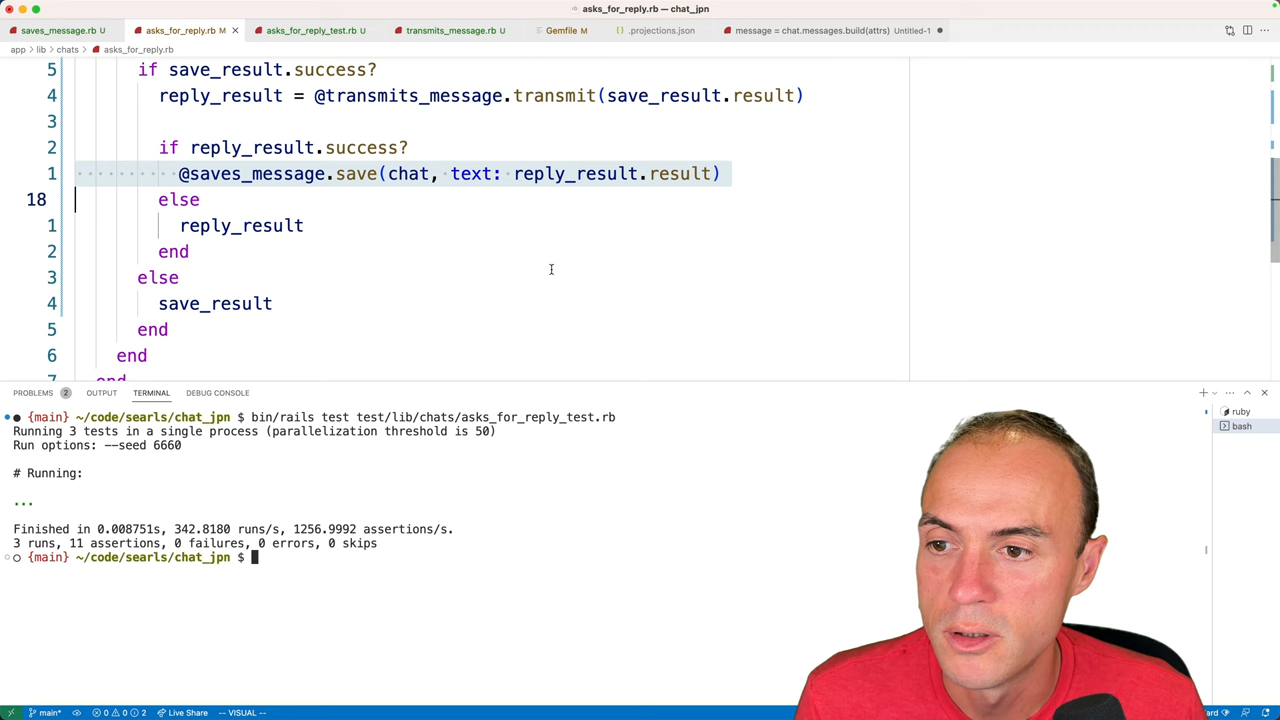 asks_for_reply.rb — chat_jpn
saves_message.rb U asks_for_reply.rb M asks_for_reply_test.rb U transmits_message.rb U Gemfile M .projections.json message = chat.messages.build(attrs) Untitled-1
app > lib > chats > asks_for_reply.rb
5 if save_result.success?
4 reply_result = @transmits_message.transmit(save_result.result)
3
2 if reply_result.success?
1 @saves_message.save(chat, text: reply_result.result)
18 else
1 reply_result
2 end
3 else
4 save_result
5 end
6 end
7 end
PROBLEMS 2 OUTPUT TERMINAL DEBUG CONSOLE
{main} ~/code/searls/chat_jpn $ bin/rails test test/lib/chats/asks_for_reply_test.rb
ruby
Running 3 tests in a single process (parallelization threshold is 50)
bash
Run options: --seed 6660
# Running:
...
Finished in 0.008751s, 342.8180 runs/s, 1256.9992 assertions/s.
3 runs, 11 assertions, 0 failures, 0 errors, 0 skips
{main} ~/code/searls/chat_jpn $
main* 0 0 2 Live Share -- VISUAL --